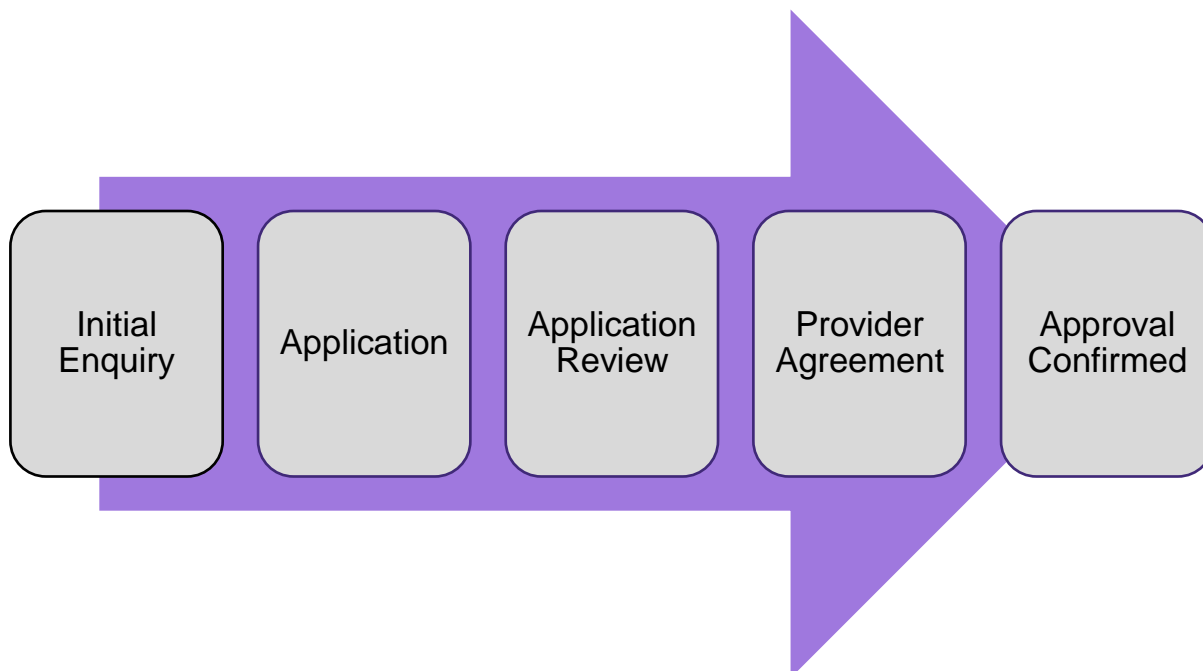 Initial
Enquiry
Application
Application
Review
Provider
Agreement
Approval
Confirmed